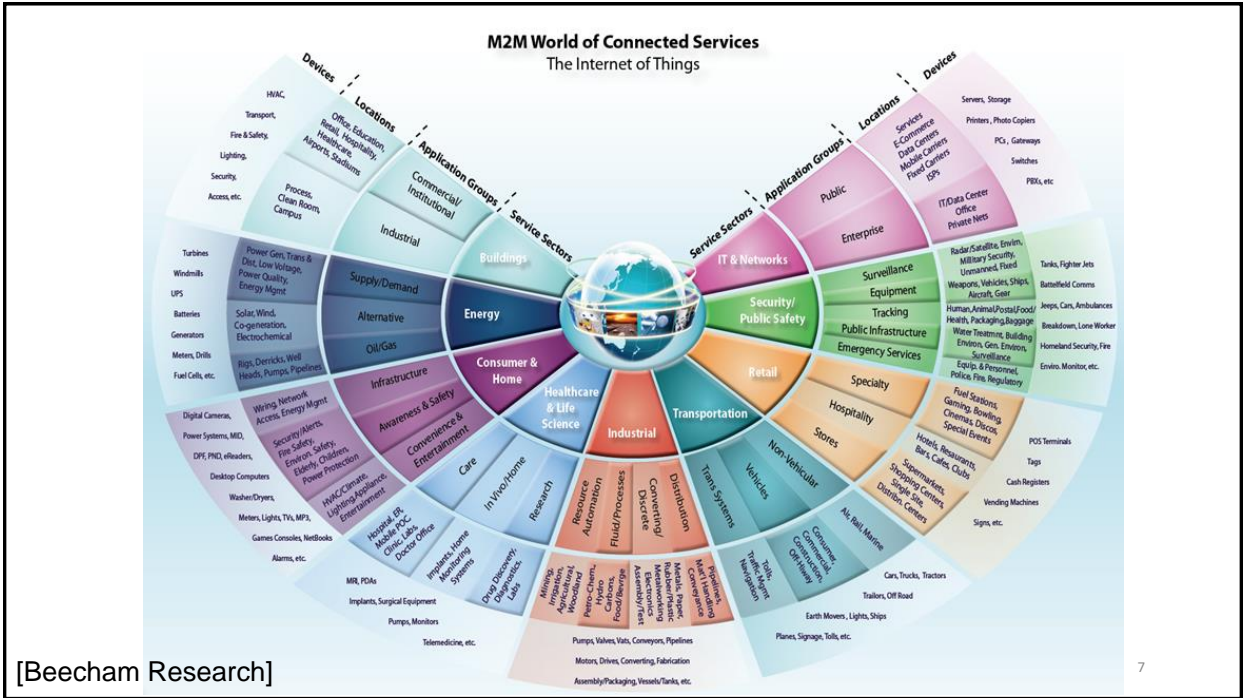 M2M World of Connected Services
The Internet of Things
Devices
Locations
Application Groups
Service Sectors
Buildings
Commercial/
Institutional
Industrial
Office, Education,
Retail, Hospitality,
Healthcare,
Airports, Stadiums
Process,
Clean Room,
Campus
HVAC,
Transport,
Fire & Safety,
Lighting,
Security,
Access, etc.
Energy
Supply/Demand
Alternative
Oil/Gas
Power Gen, Trans &
Dist, Low Voltage,
Power Quality,
Energy Mgmt
Solar, Wind,
Co-generation,
Electrochemical
Rigs, Derricks, Well
Heads, Pumps, Pipelines
Turbines
Windmills
UPS
Batteries
Generators
Meters, Drills
Fuel Cells, etc.
Consumer &
Home
Infrastructure
Awareness & Safety
Convenience &
Entertainment
Wiring, Network
Access, Energy Mgmt
Security/Alerts,
Fire Safety,
Environ. Safety,
Elderly, Children,
Power Protection
HVAC/Climate,
Lighting, Appliance,
Entertainment
Digital Cameras,
Power Systems, MID,
DPF, PND, eReaders,
Desktop Computers
Washer/Dryers,
Meters, Lights, TVs, MP3,
Games Consoles, NetBooks
Alarms, etc.
Healthcare
& Life
Science
Care
In Vivo/Home
Research
Hospital, ER,
Mobile POC,
Clinic, Labs,
Doctor Office
Implants, Home
Monitoring
Systems
Drug Discovery,
Diagnostics,
Labs
MRI, PDAs
Implants, Surgical Equipment
Pumps, Monitors
Telemedicine, etc.
Industrial
Resource
Automation
Fluid/Processes
Converting/
Discrete
Distribution
Mining,
Irrigation,
Agricultural,
Woodland
Petro-Chem.,
Hydro
Carbons,
Food/Bevrge
Metals, Paper,
Rubber/Plastic
Metalworking
Electronics
Assembly/Test
Pipelines,
Mat'l Handling
Conveyance
Pumps, Valves, Vats, Conveyors, Pipelines
Motors, Drives, Converting, Fabrication
Assembly/Packaging, Vessels/Tanks, etc.
Transportation
Trans Systems
Vehicles
Non-Vehicular
Tolls,
Traffic Mgmt
Navigation
Consumer,
Commercial,
Construction,
Off-Hiway
Air, Rail, Marine
Cars, Trucks, Tractors
Trailors, Off Road
Earth Movers , Lights, Ships
Planes, Signage, Tolls, etc.
Retail
Specialty
Hospitality
Stores
Fuel Stations,
Gaming, Bowling,
Cinemas, Discos,
Special Events
Hotels, Resaurants,
Bars, Cafes, Clubs
Supermarkets,
Shopping Centers,
Single Site,
Distribn. Centers
POS Terminals
Tags
Cash Registers
Vending Machines
Signs, etc.
Security/
Public Safety
Surveillance
Equipment
Tracking
Public Infrastructure
Emergency Services
Radar/Satellite, Envirn,
Millitary Security,
Unmanned, Fixed
Weapons, Vehicles, Ships,
Aircraft, Gear
Human,Animal,Postal,Food/
Health, Packaging,Baggage
Water Treatmnt, Building
Environ, Gen. Environ,
Surveillance
Equip. & Personnel,
Police, Fire, Regulatory
Tanks, Fighter Jets
Battelfield Comms
Jeeps, Cars, Ambulances
Breakdown, Lone Worker
Homeland Security, Fire
Enviro. Monitor, etc.
IT & Networks
Public
Enterprise
Services
E-Commerce
Data Centers
Mobile Carriers
Fixed Carriers
ISPs
IT/Data Center
Office
Private Nets
Servers, Storage
Printers , Photo Copiers
PCs , Gateways
Switches
PBXs, etc
Service Sectors
Application Groups
Locations
Devices
[Beecham Research]
7